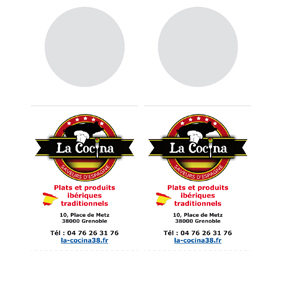 La Cocina La Cocina
SAVEURS D'ESPAGNE SAVEURS D'ESPAGNE
Plats et produits Plats et produits
ibériques ibériques
traditionnels traditionnels
10, Place de Metz 10, Place de Metz
38000 Grenoble 38000 Grenoble
Tél : 04 76 26 31 76 Tél : 04 76 26 31 76
la-cocina38.fr la-cocina38.fr